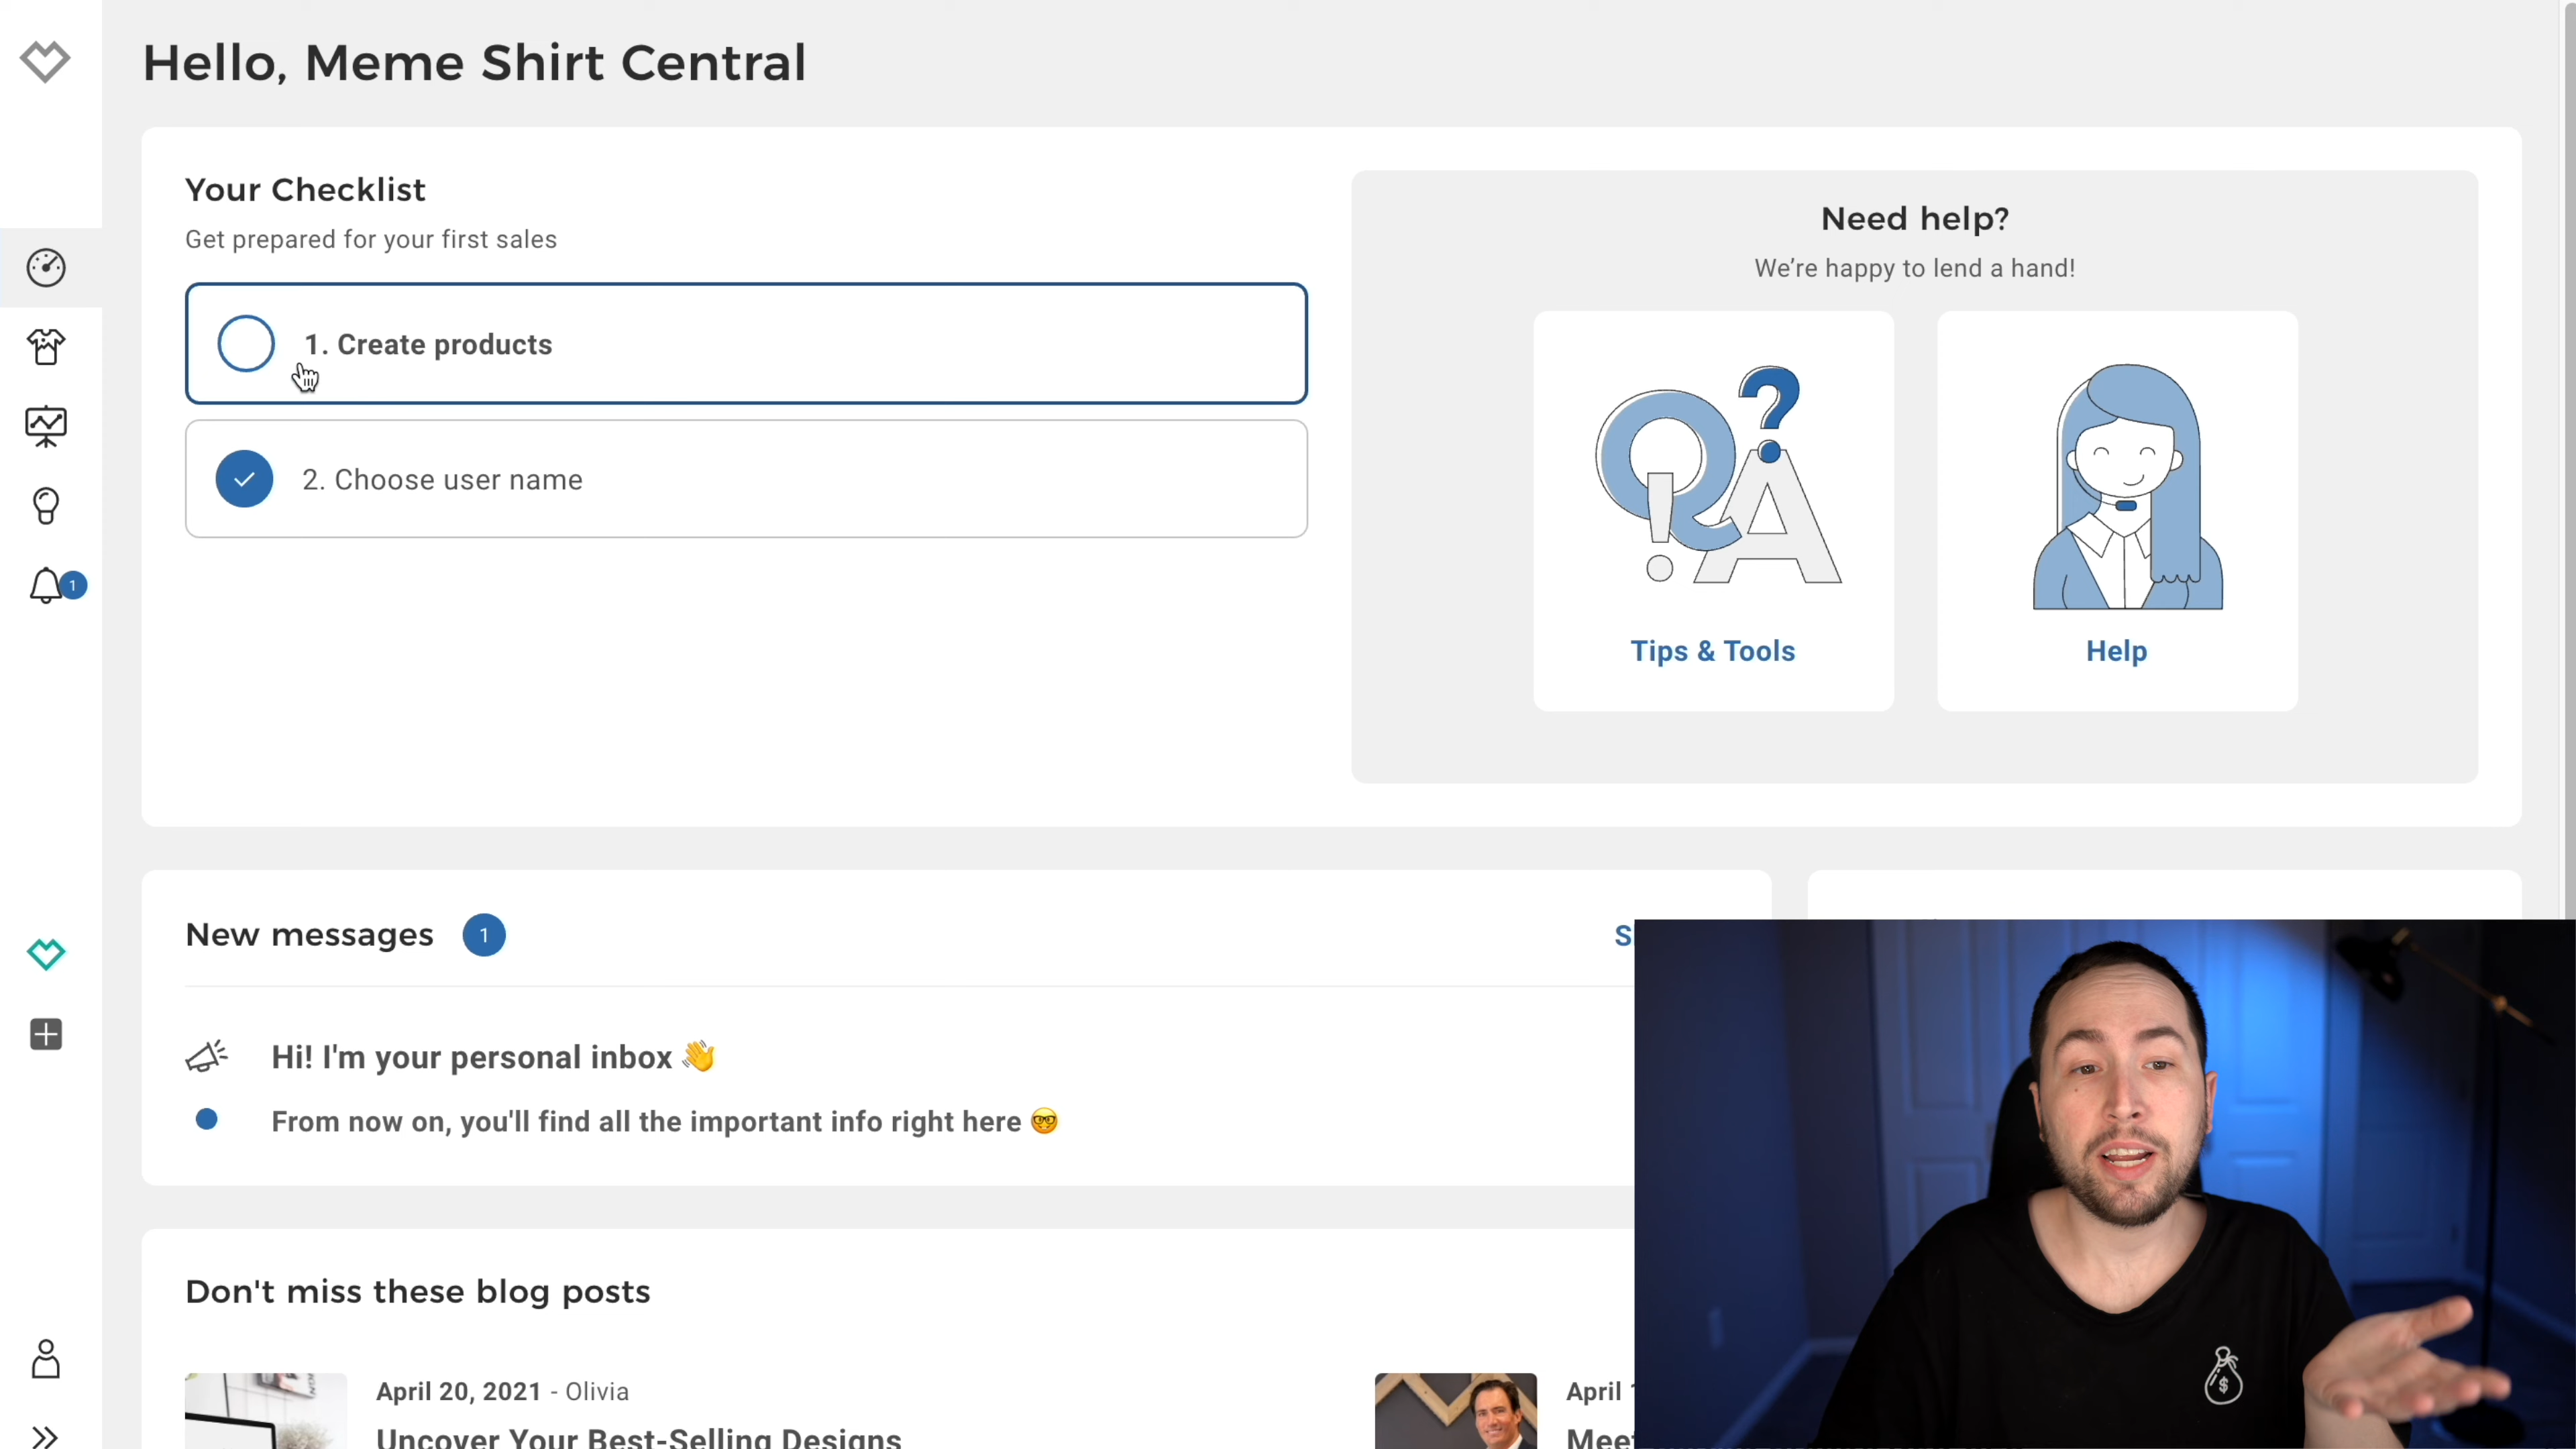 Hello, Meme Shirt Central
Your Checklist
Get prepared for your first sales
1. Create products
2. Choose user name
Need help?
We're happy to lend a hand!
Q?
!A
Tips & Tools
Help
1
New messages 1
Hi! I'm your personal inbox 👋
From now on, you'll find all the important info right here 🤓
Don't miss these blog posts
April 20, 2021 - Olivia
Uncover Your Best-Selling Designs
April
Meet
$